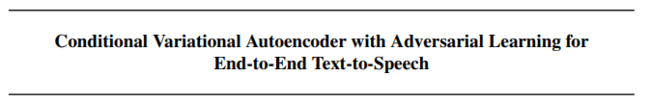 Conditional Variational Autoencoder with Adversarial Learning for
End-to-End Text-to-Speech